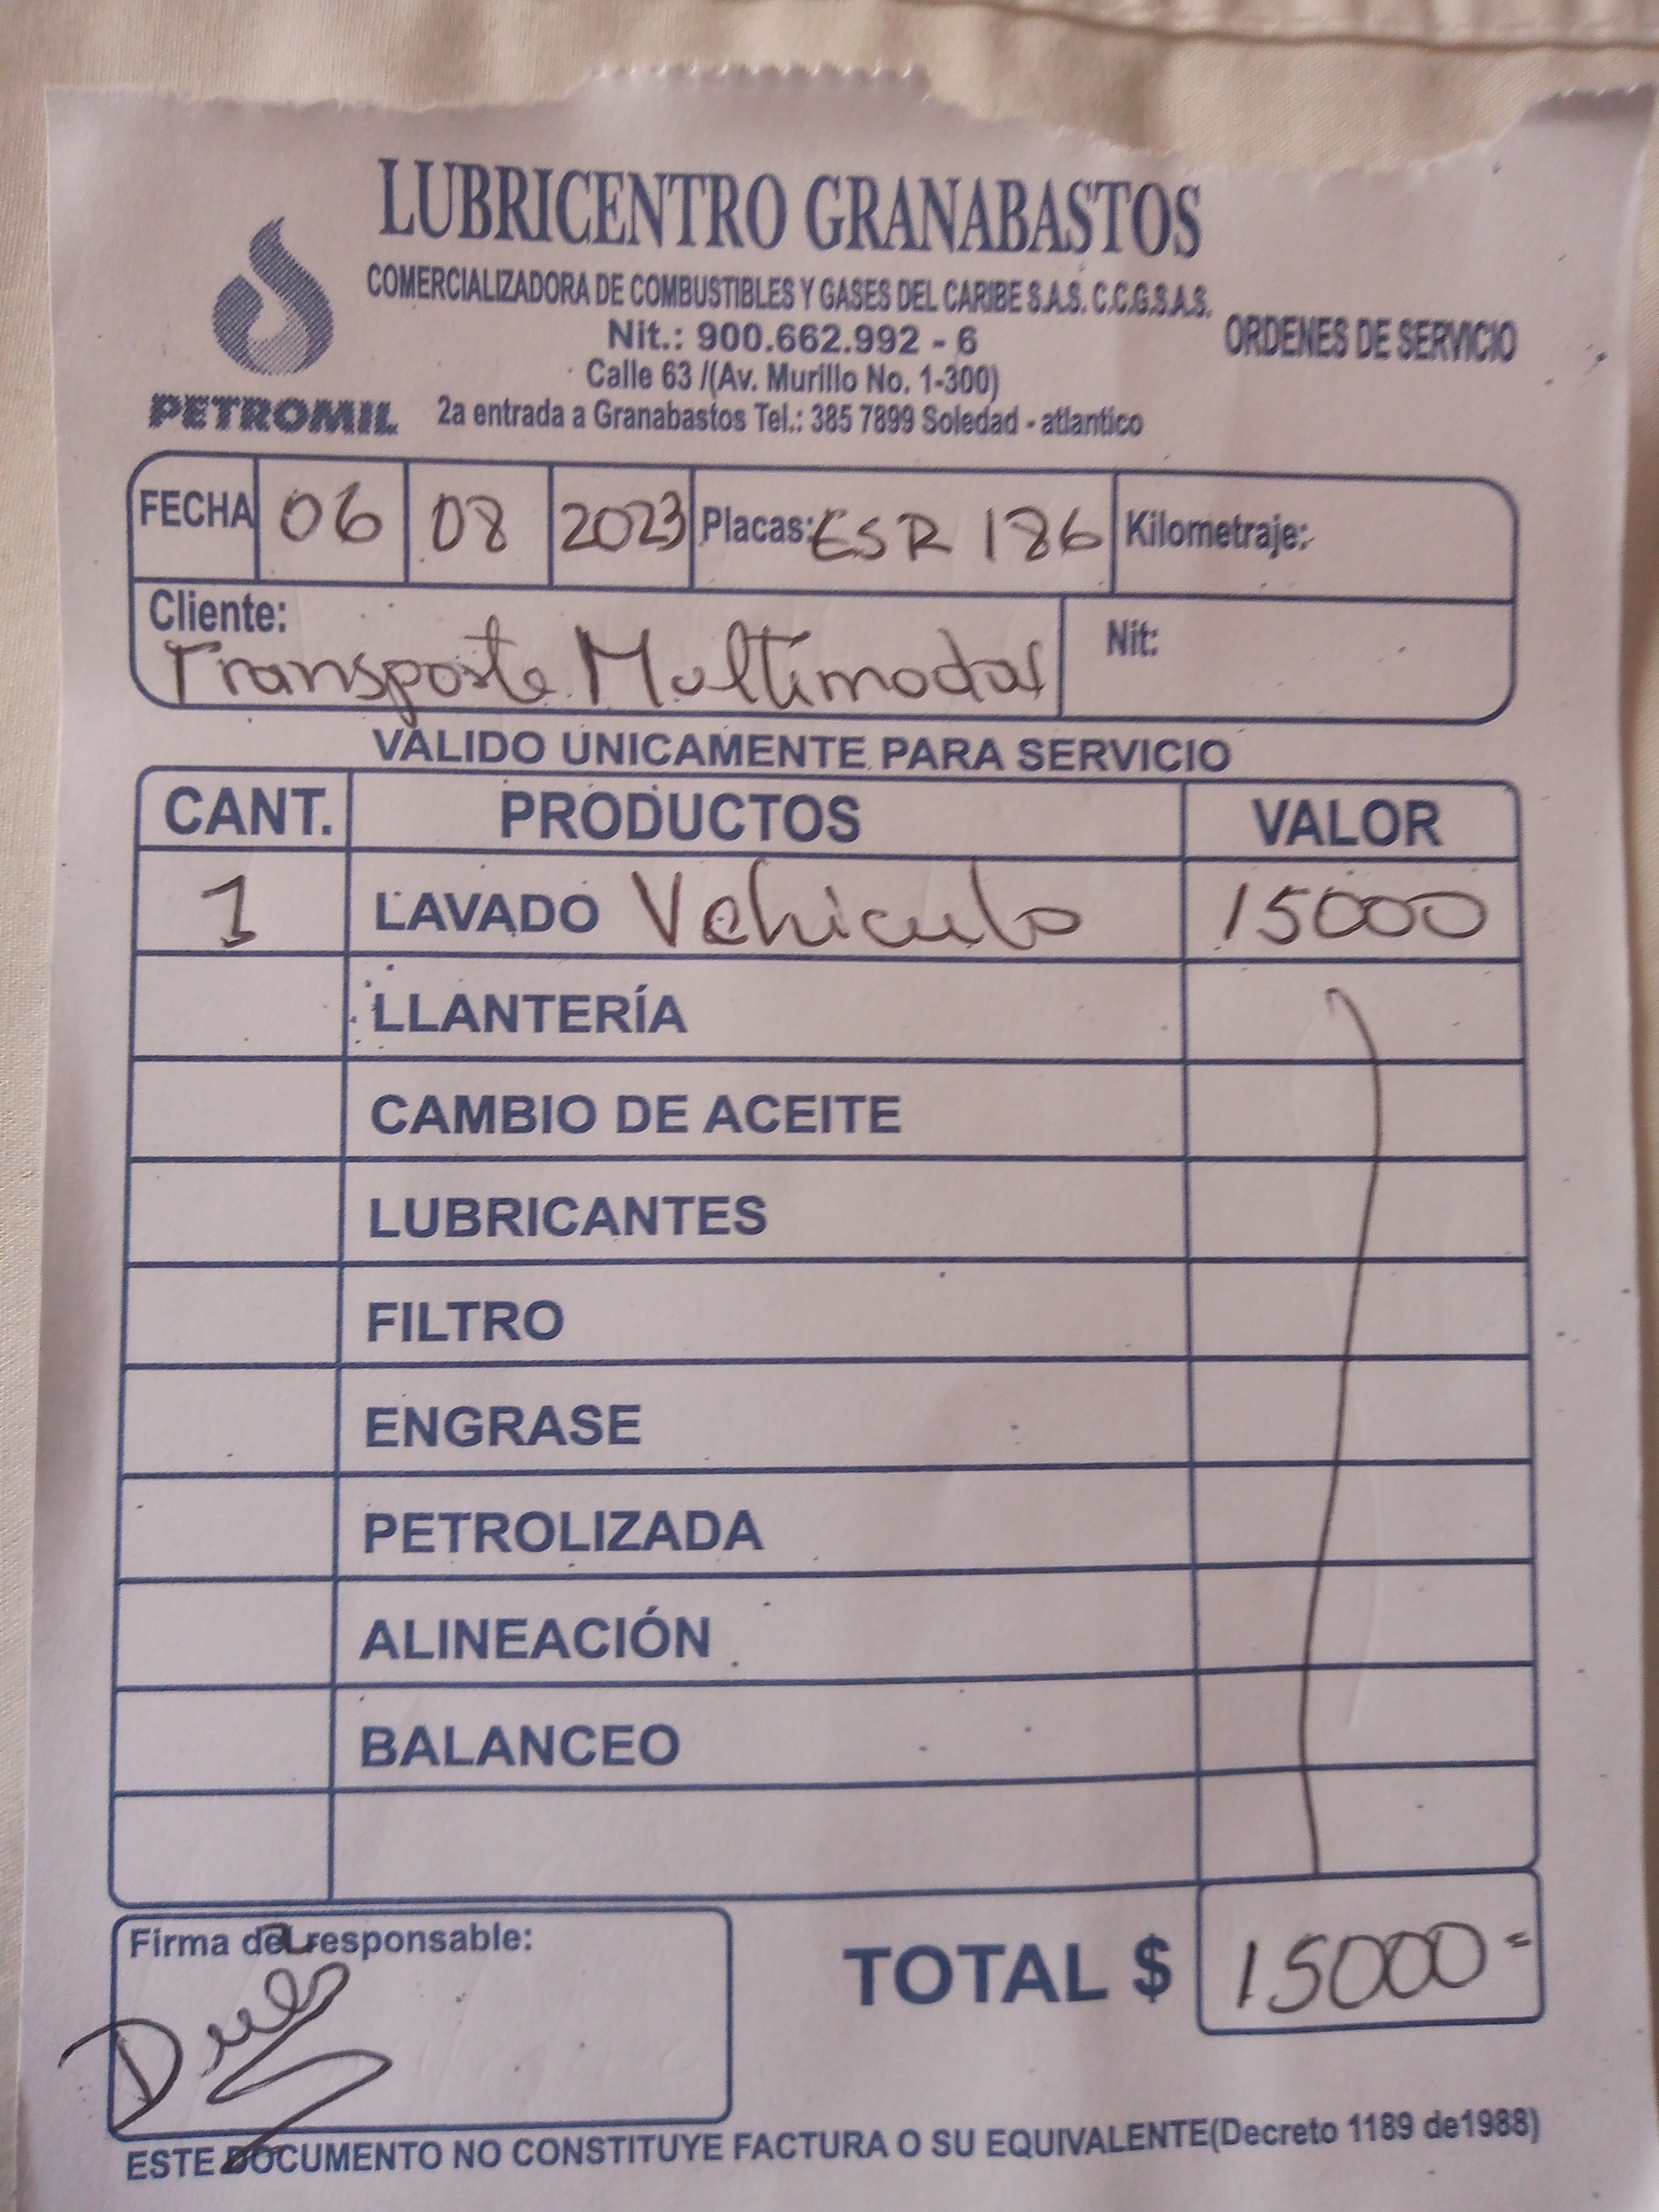 LUBRICENTRO GRANABASTOS
COMERCIALIZADORA DE COMBUSTIBLES Y GASES DEL CARIBE S.A.S. C.C.G.S.A.S.
Nit.: 900.662.992 - 6
ORDENES DE SERVICIO
Calle 63 /(Av. Murillo No. 1-300)
PETROMIL
2a entrada a Granabastos Tel.: 385 7899 Soledad - atlantico
FECHA 06 08 2023 Placas: ESR 186 Kilometraje:
Cliente: Nit:
Transporte Multimodal
VALIDO UNICAMENTE PARA SERVICIO
CANT. PRODUCTOS VALOR
1 LAVADO Vehiculo 15000
LLANTERÍA
CAMBIO DE ACEITE
LUBRICANTES
FILTRO
ENGRASE
PETROLIZADA
ALINEACIÓN
BALANCEO
Firma del responsable:
TOTAL $ 15000=
ESTE DOCUMENTO NO CONSTITUYE FACTURA O SU EQUIVALENTE(Decreto 1189 de1988)